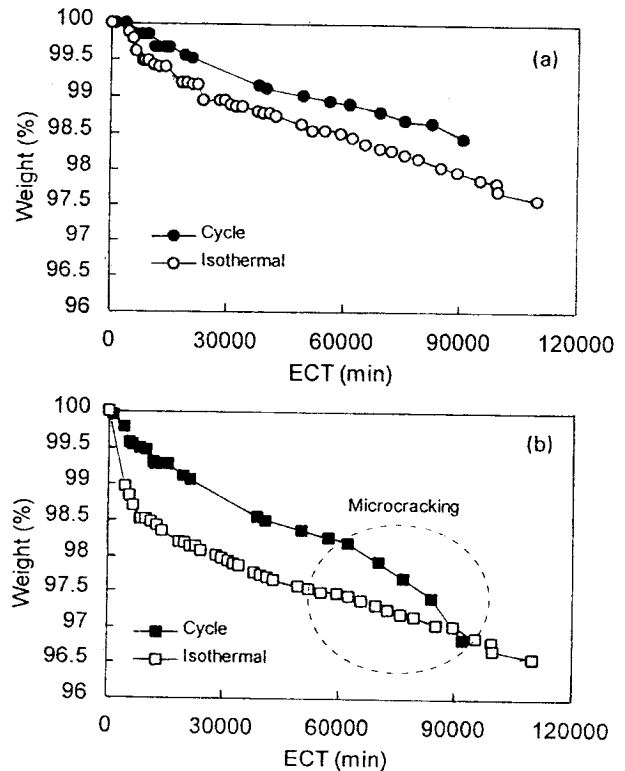 (a)
Weight (%)
100
99.5
99
98.5
98
97.5
97
96.5
96
Cycle
Isothermal
0 30000 60000 90000 120000
ECT (min)
(b)
Weight (%)
100
99.5
99
98.5
98
97.5
97
96.5
96
Microcracking
Cycle
Isothermal
0 30000 60000 90000 120000
ECT (min)